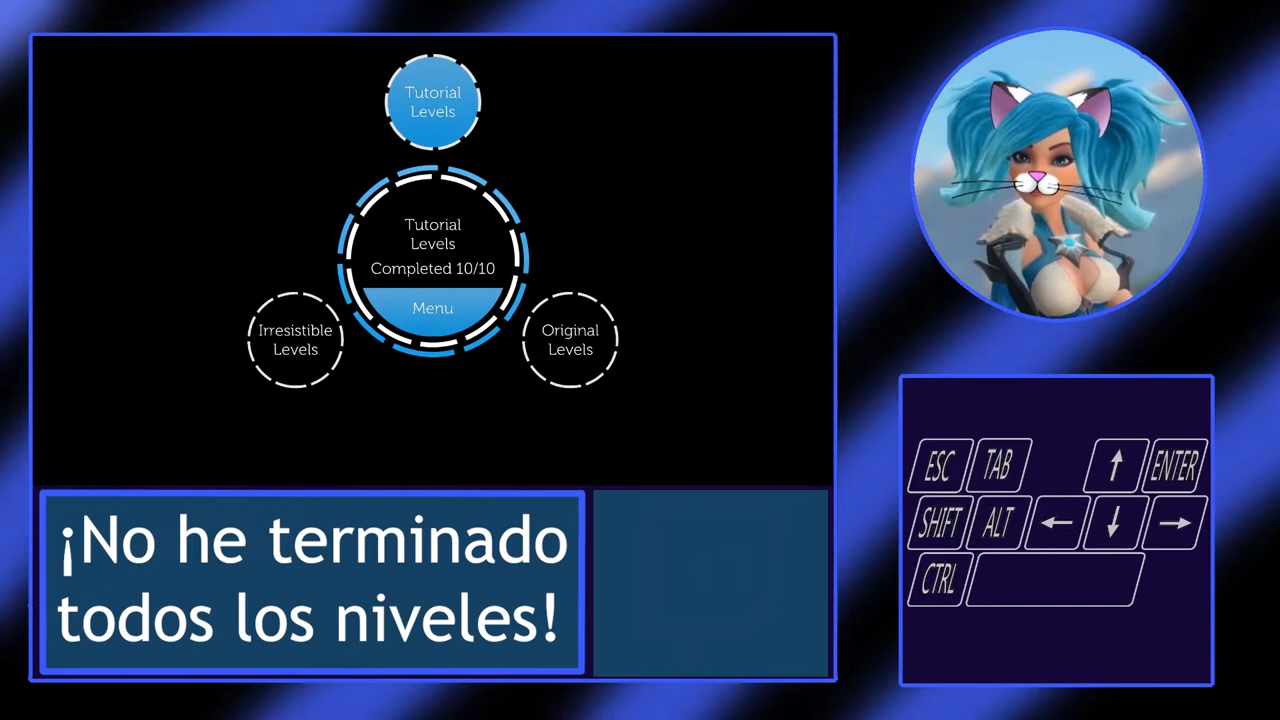 Tutorial
Levels
Tutorial
Levels
Completed 10/10
Menu
Irresistible
Levels
Original
Levels
¡No he terminado
todos los niveles!
ESC TAB ↑ ENTER
SHIFT ALT ← ↓ →
CTRL